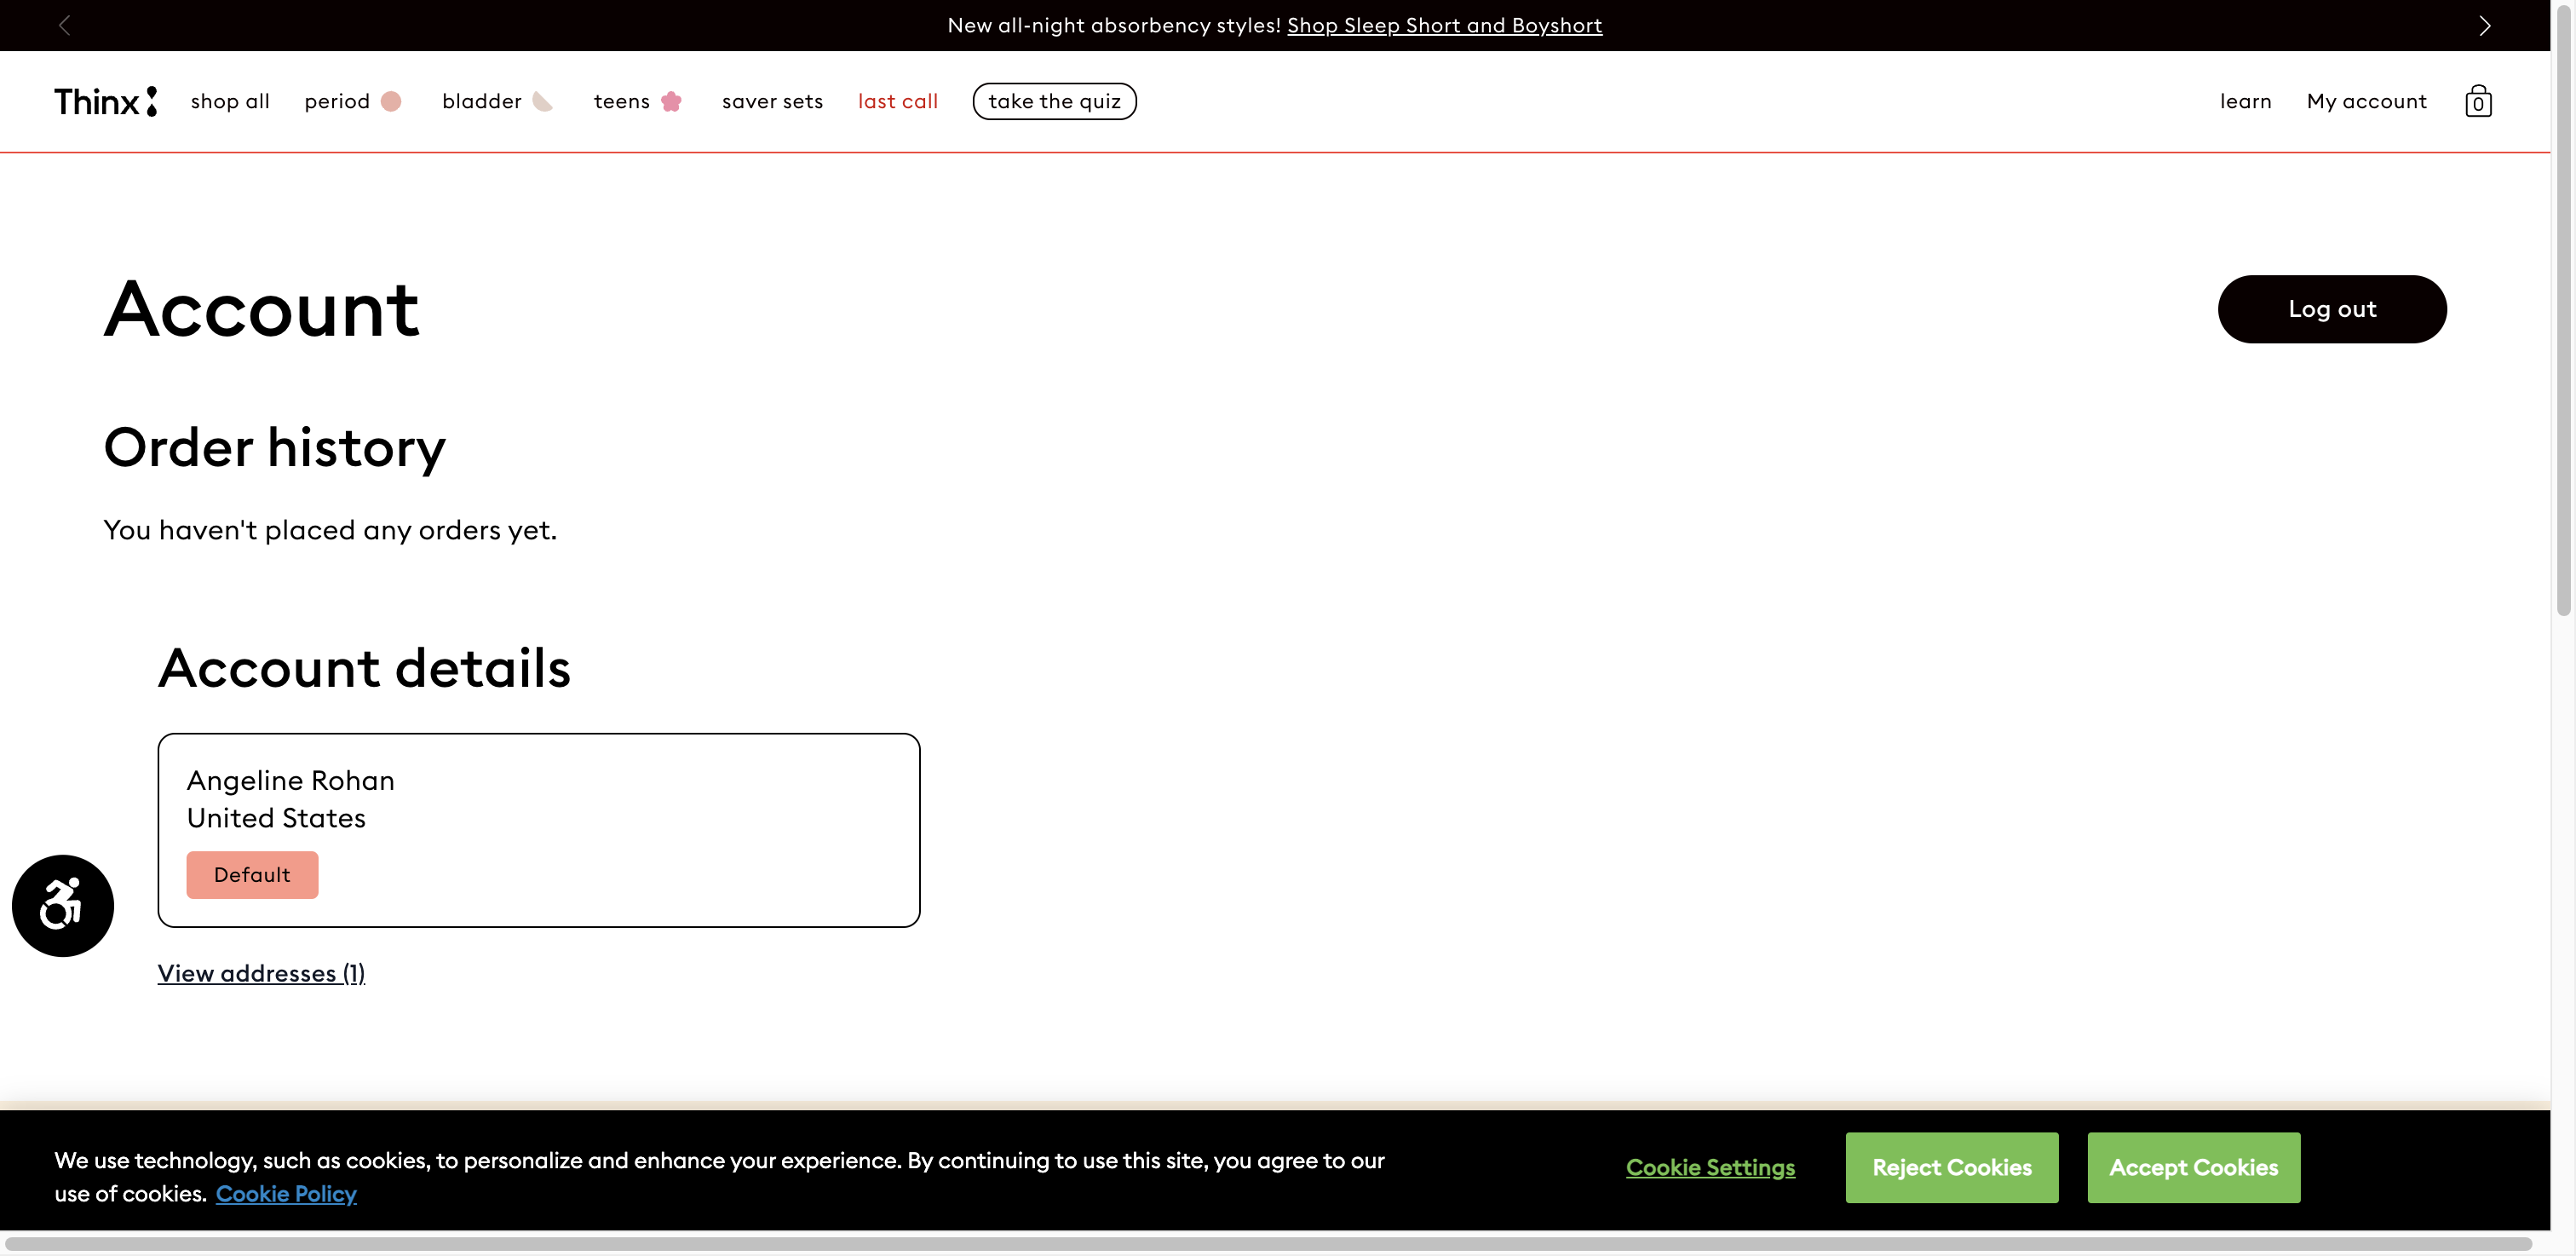 New all-night absorbency styles! Shop Sleep Short and Boyshort
Thinx shop all period bladder teens saver sets last call take the quiz learn My account 0
Account
Log out
Order history
You haven't placed any orders yet.
Account details
Angeline Rohan
United States
Default
View addresses (1)
We use technology, such as cookies, to personalize and enhance your experience. By continuing to use this site, you agree to our
use of cookies. Cookie Policy
Cookie Settings
Reject Cookies
Accept Cookies